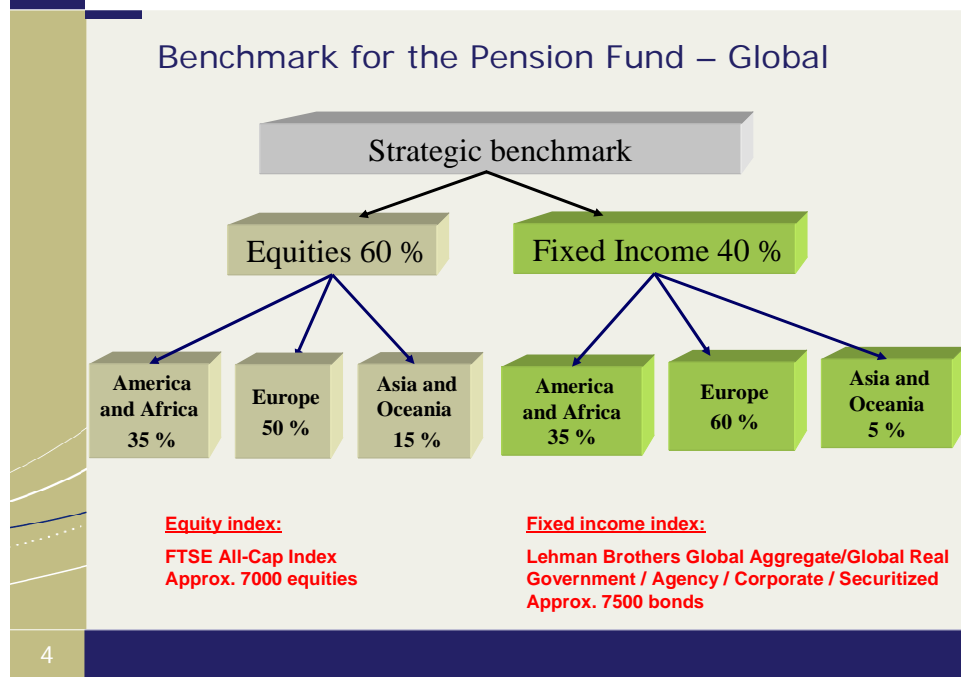 Benchmark for the Pension Fund – Global
Strategic benchmark
Equities 60 %
Fixed Income 40 %
America
and Africa
35 %
Europe
50 %
Asia and
Oceania
15 %
America
and Africa
35 %
Europe
60 %
Asia and
Oceania
5 %
Equity index:
FTSE All-Cap Index
Approx. 7000 equities
Fixed income index:
Lehman Brothers Global Aggregate/Global Real
Government / Agency / Corporate / Securitized
Approx. 7500 bonds
4